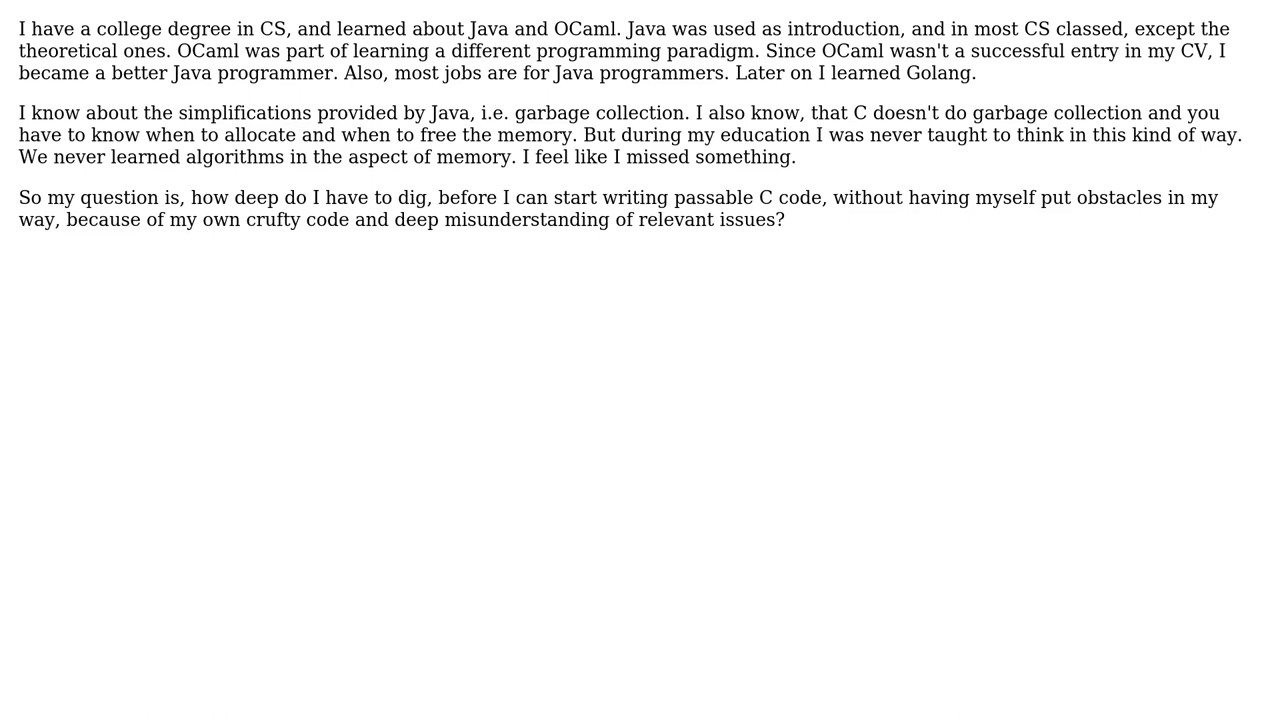 I have a college degree in CS, and learned about Java and OCaml. Java was used as introduction, and in most CS classed, except the
theoretical ones. OCaml was part of learning a different programming paradigm. Since OCaml wasn't a successful entry in my CV, I
became a better Java programmer. Also, most jobs are for Java programmers. Later on I learned Golang.
I know about the simplifications provided by Java, i.e. garbage collection. I also know, that C doesn't do garbage collection and you
have to know when to allocate and when to free the memory. But during my education I was never taught to think in this kind of way.
We never learned algorithms in the aspect of memory. I feel like I missed something.
So my question is, how deep do I have to dig, before I can start writing passable C code, without having myself put obstacles in my
way, because of my own crufty code and deep misunderstanding of relevant issues?